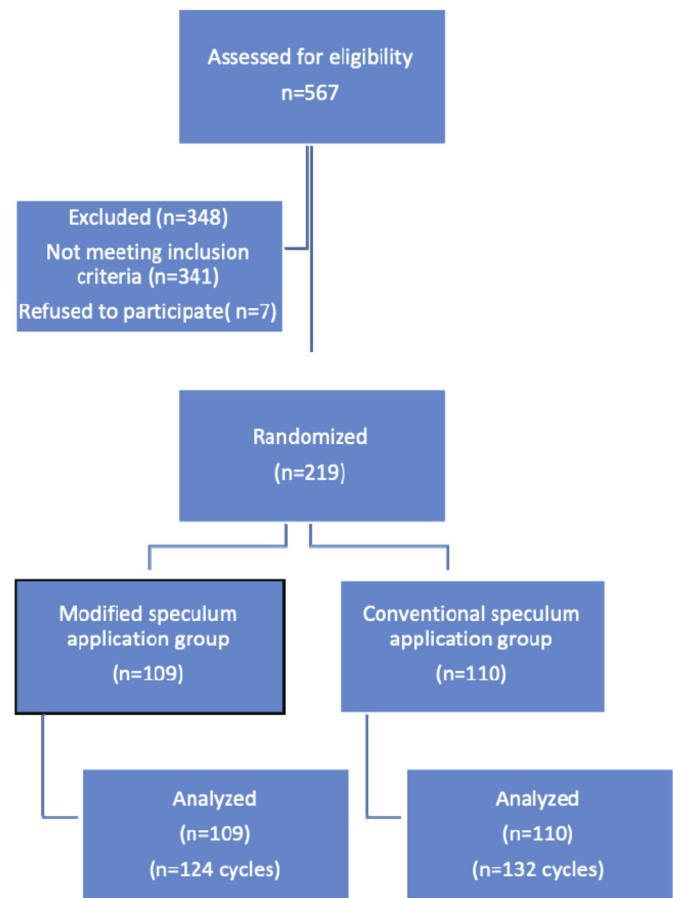 Assessed for eligibility
n=567
Excluded (n=348)
Not meeting inclusion
criteria (n=341)
Refused to participate( n=7)
Randomized
(n=219)
Modified speculum
application group
(n=109)
Conventional speculum
application group
(n=110)
Analyzed
(n=109)
(n=124 cycles)
Analyzed
(n=110)
(n=132 cycles)